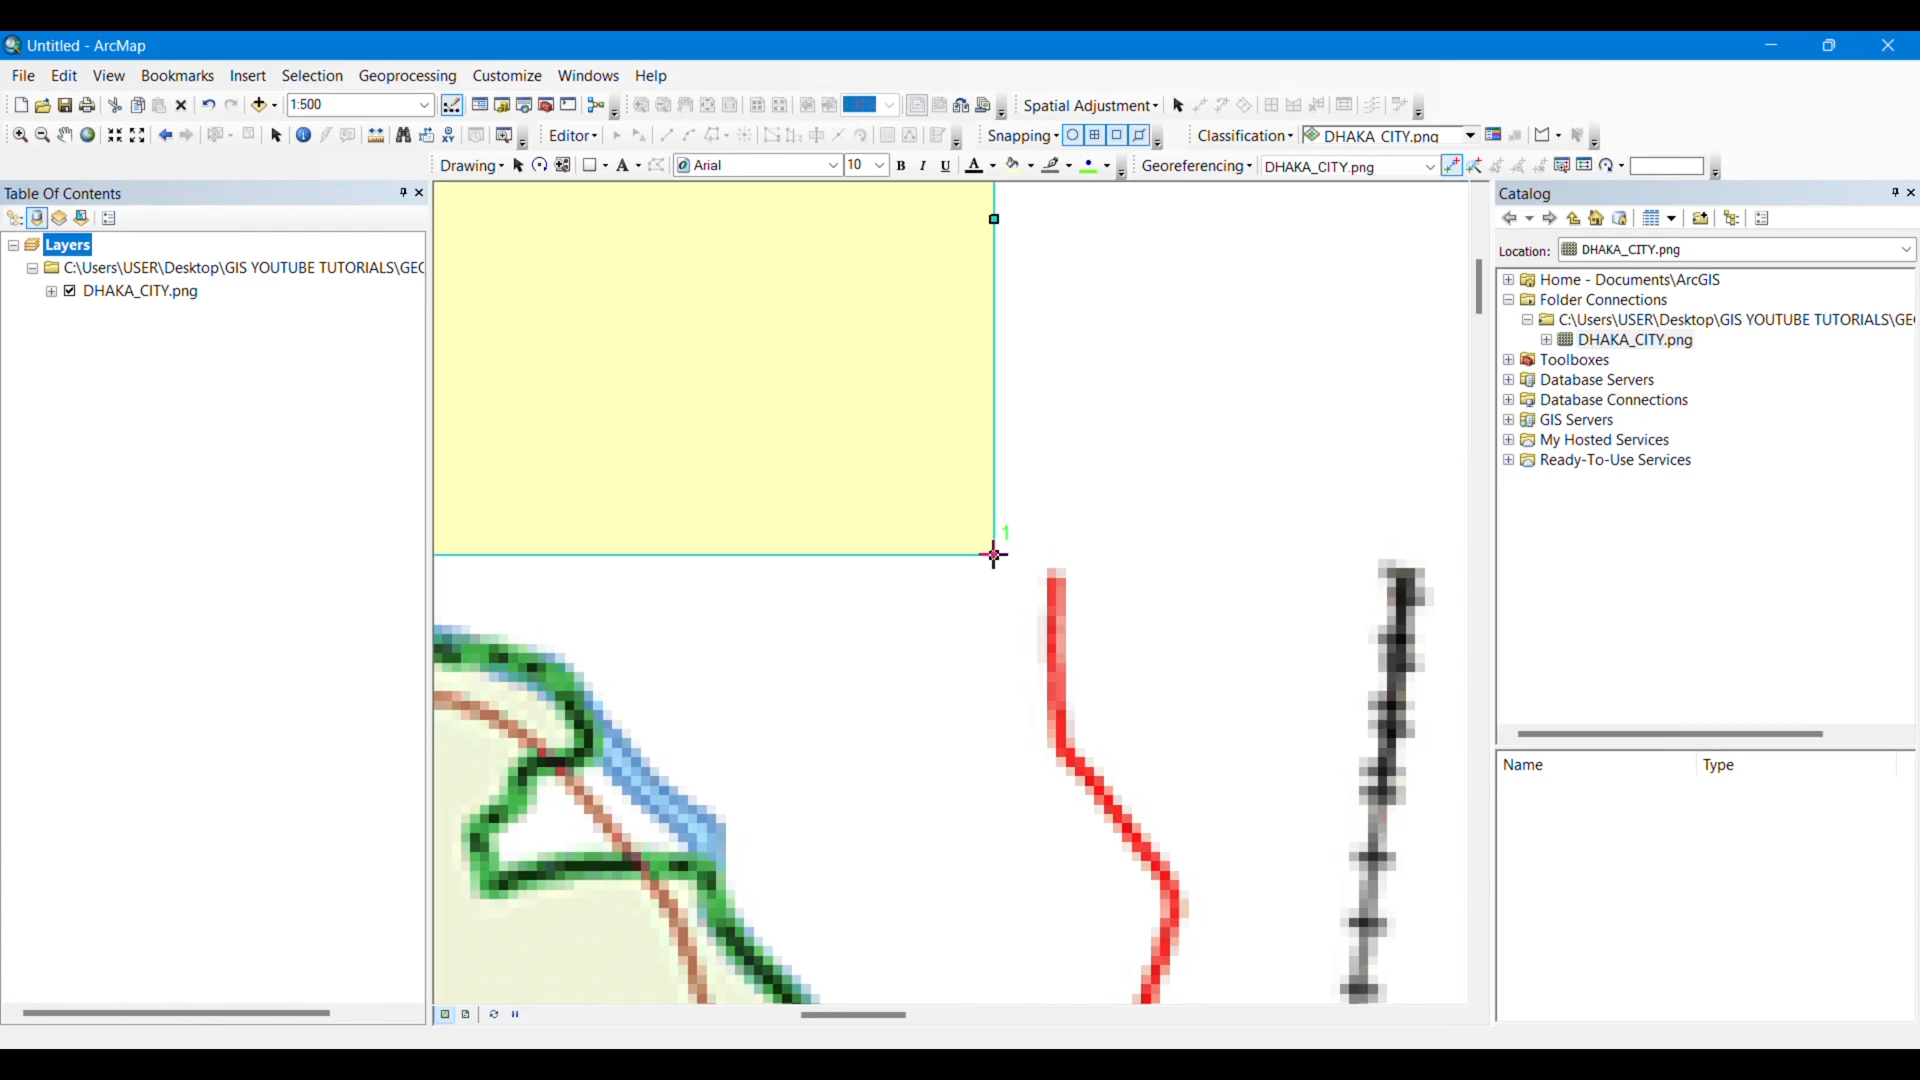 Untitled - ArcMap
File Edit View Bookmarks Insert Selection Geoprocessing Customize Windows Help
1:500 Spatial Adjustment
Editor Snapping Classification DHAKA_CITY.png
Drawing A Arial 10 B I U A Georeferencing DHAKA_CITY.png
Table Of Contents
Layers
C:\Users\USER\Desktop\GIS YOUTUBE TUTORIALS\GEO
DHAKA_CITY.png
1
Catalog
Location: DHAKA_CITY.png
Home - Documents\ArcGIS
Folder Connections
C:\Users\USER\Desktop\GIS YOUTUBE TUTORIALS\GEO
DHAKA_CITY.png
Toolboxes
Database Servers
Database Connections
GIS Servers
My Hosted Services
Ready-To-Use Services
Name Type